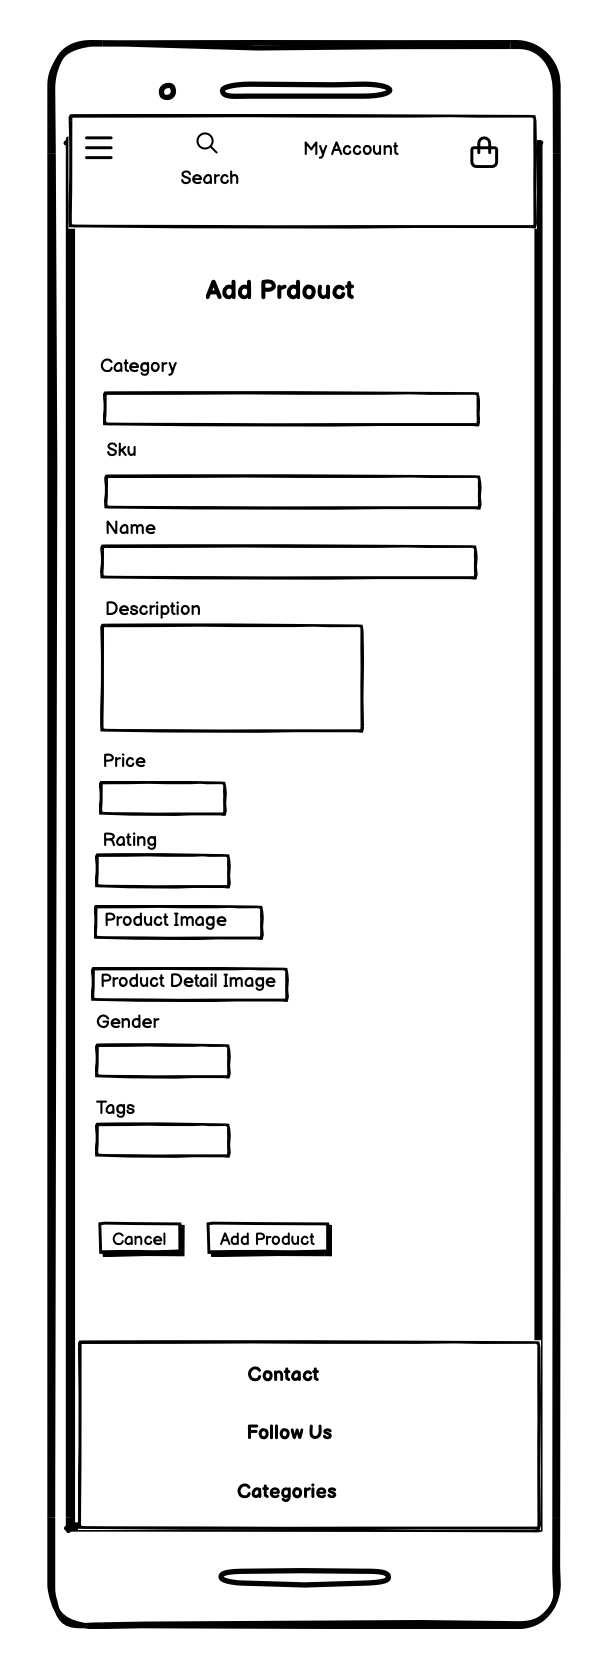 My Account
Search
Add Prdouct
Category
Sku
Name
Description
Price
Rating
Product Image
Product Detail Image
Gender
Tags
Cancel Add Product
Contact
Follow Us
Categories